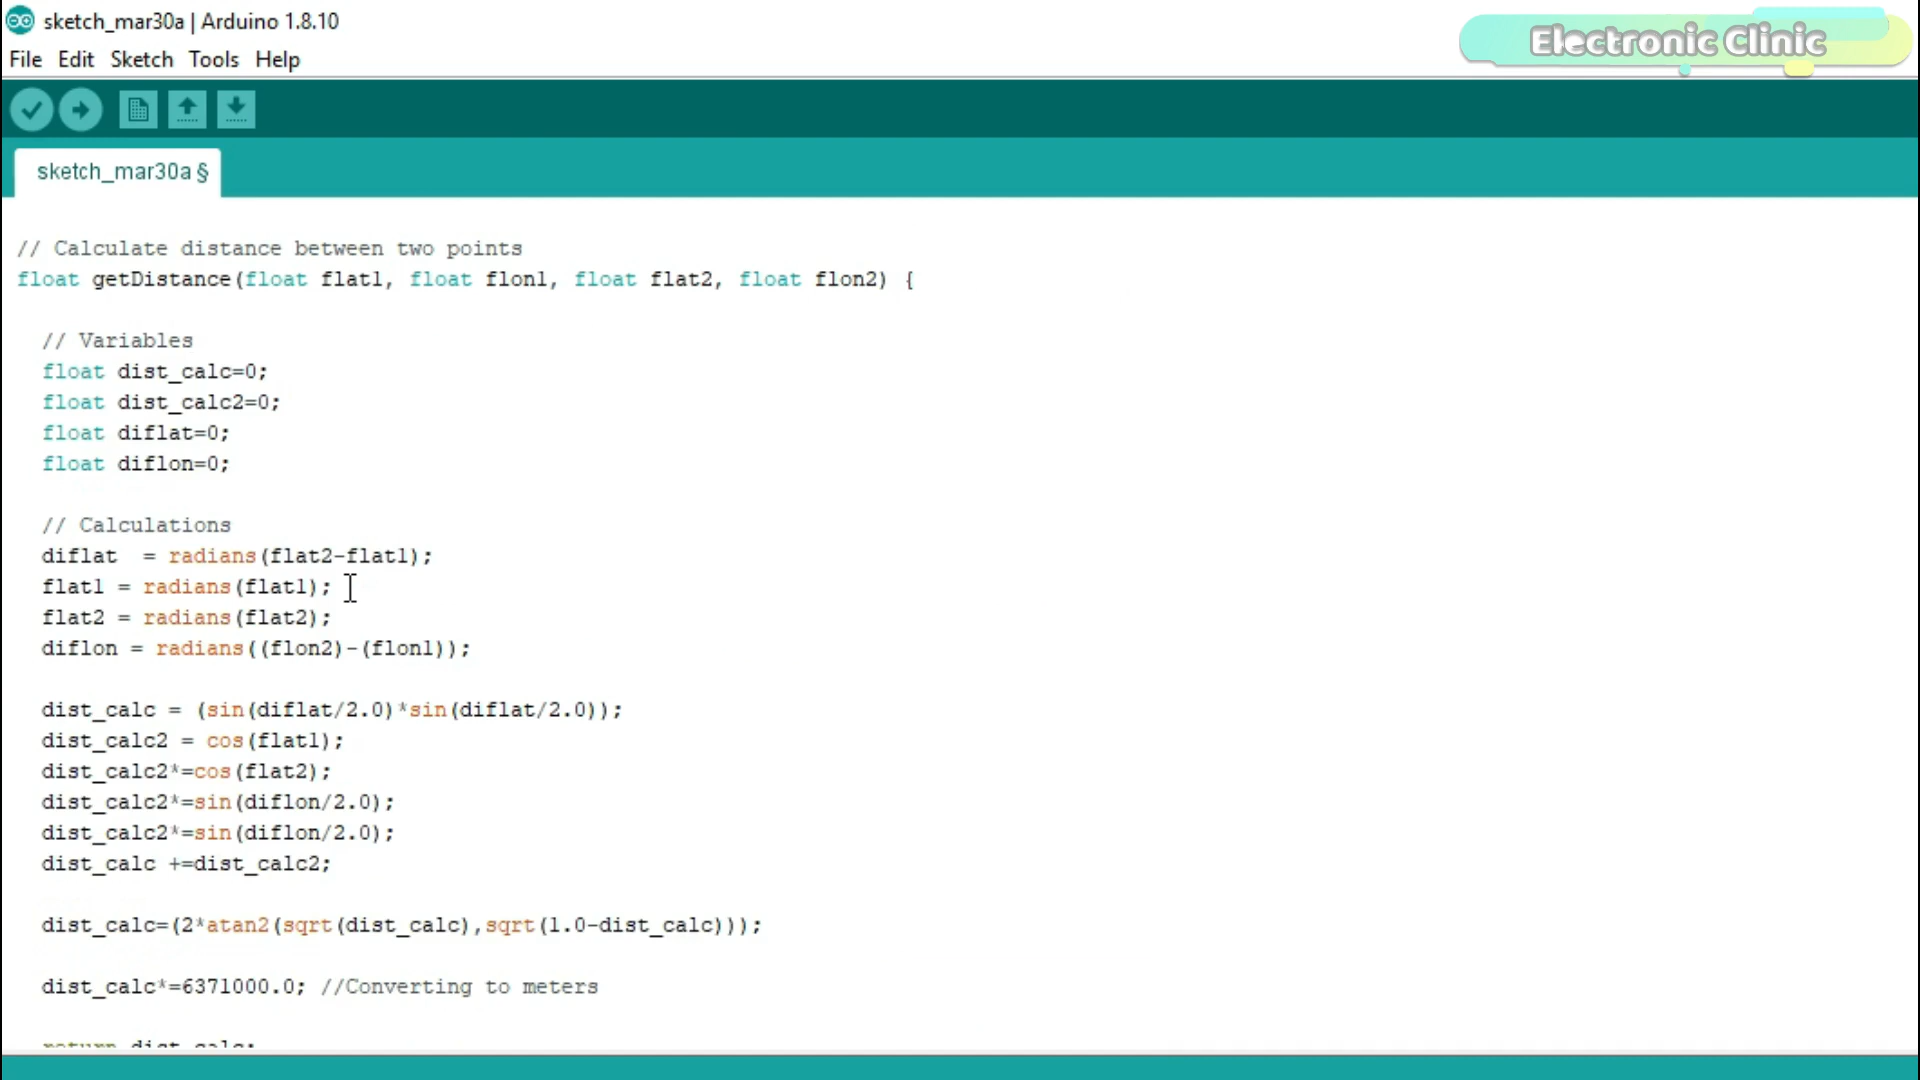 sketch_mar30a | Arduino 1.8.10
Electronic Clinic
File Edit Sketch Tools Help
sketch_mar30a §
// Calculate distance between two points
float getDistance(float flat1, float flon1, float flat2, float flon2) {
// Variables
float dist_calc=0;
float dist_calc2=0;
float diflat=0;
float diflon=0;
// Calculations
diflat  = radians(flat2-flat1);
flat1 = radians(flat1);
flat2 = radians(flat2);
diflon = radians((flon2)-(flon1));
dist_calc = (sin(diflat/2.0)*sin(diflat/2.0));
dist_calc2 = cos(flat1);
dist_calc2*=cos(flat2);
dist_calc2*=sin(diflon/2.0);
dist_calc2*=sin(diflon/2.0);
dist_calc +=dist_calc2;
dist_calc=(2*atan2(sqrt(dist_calc),sqrt(1.0-dist_calc)));
dist_calc*=6371000.0; //Converting to meters
return dist_calc;